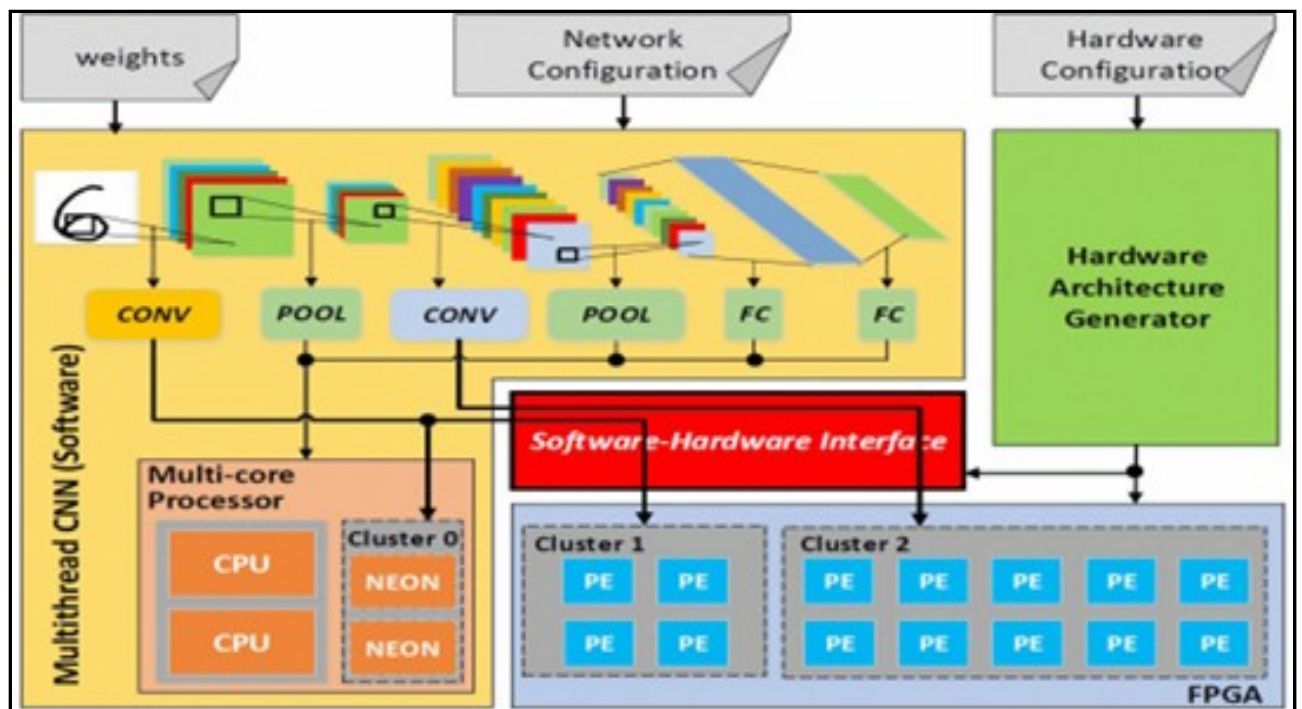 weights
Network
Configuration
Hardware
Configuration
6
CONV
POOL
CONV
POOL
FC
FC
Hardware
Architecture
Generator
Multithread CNN (Software)
Software-Hardware Interface
Multi-core
Processor
CPU
CPU
Cluster 0
NEON
NEON
Cluster 1
PE PE
PE PE
Cluster 2
PE PE PE PE PE
PE PE PE PE PE
FPGA